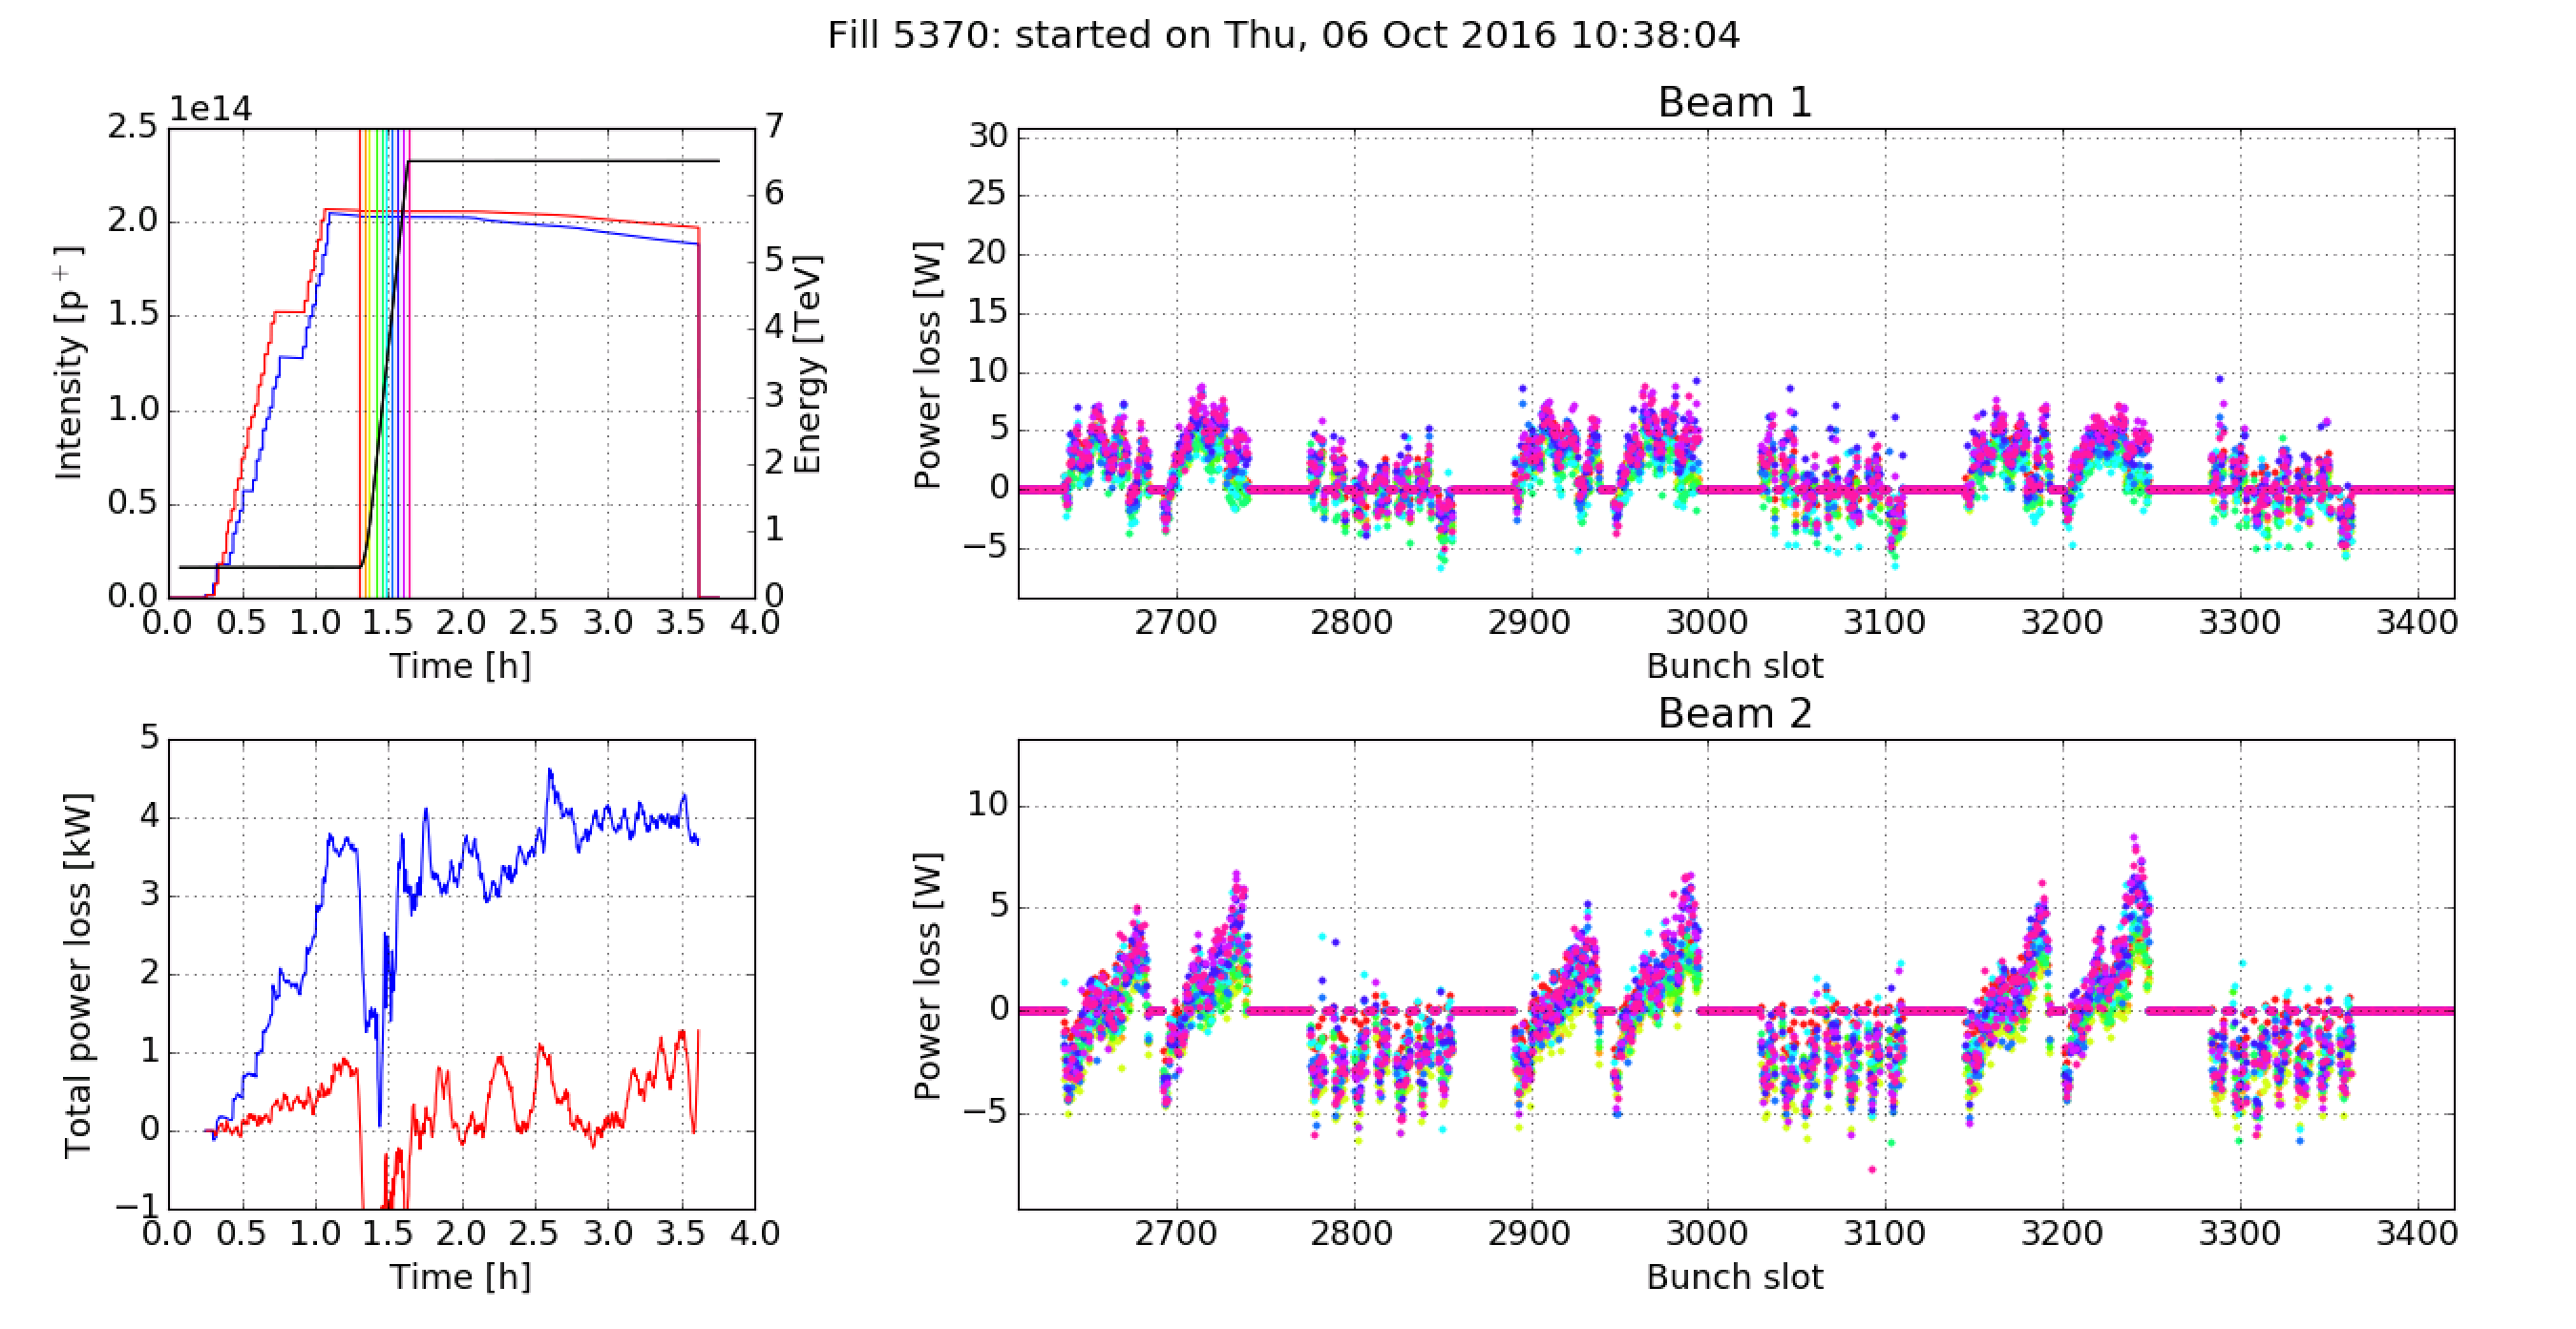 Fill 5370: started on Thu, 06 Oct 2016 10:38:04
1e14
2.5
2.0
1.5
1.0
0.5
0.0
Intensity [p⁺]
7
6
5
4
3
2
1
0
Energy [TeV]
0.0 0.5 1.0 1.5 2.0 2.5 3.0 3.5 4.0
Time [h]
Beam 1
30
25
20
15
10
5
0
−5
Power loss [W]
2700 2800 2900 3000 3100 3200 3300 3400
Bunch slot
5
4
3
2
1
0
−1
Total power loss [kW]
0.0 0.5 1.0 1.5 2.0 2.5 3.0 3.5 4.0
Time [h]
Beam 2
10
5
0
−5
Power loss [W]
2700 2800 2900 3000 3100 3200 3300 3400
Bunch slot